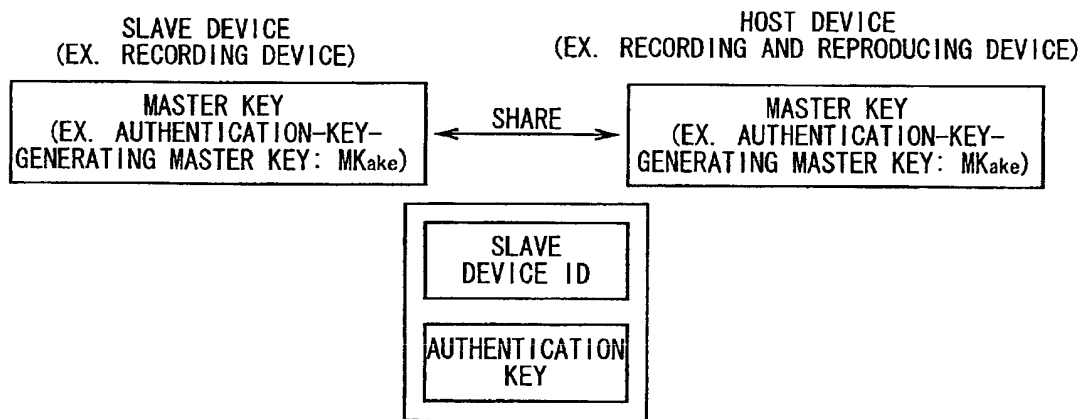 SLAVE DEVICE
(EX. RECORDING DEVICE)
HOST DEVICE
(EX. RECORDING AND REPRODUCING DEVICE)
MASTER KEY
(EX. AUTHENTICATION-KEY-
GENERATING MASTER KEY: MKake)
SHARE
MASTER KEY
(EX. AUTHENTICATION-KEY-
GENERATING MASTER KEY: MKake)
SLAVE
DEVICE ID
AUTHENTICATION
KEY